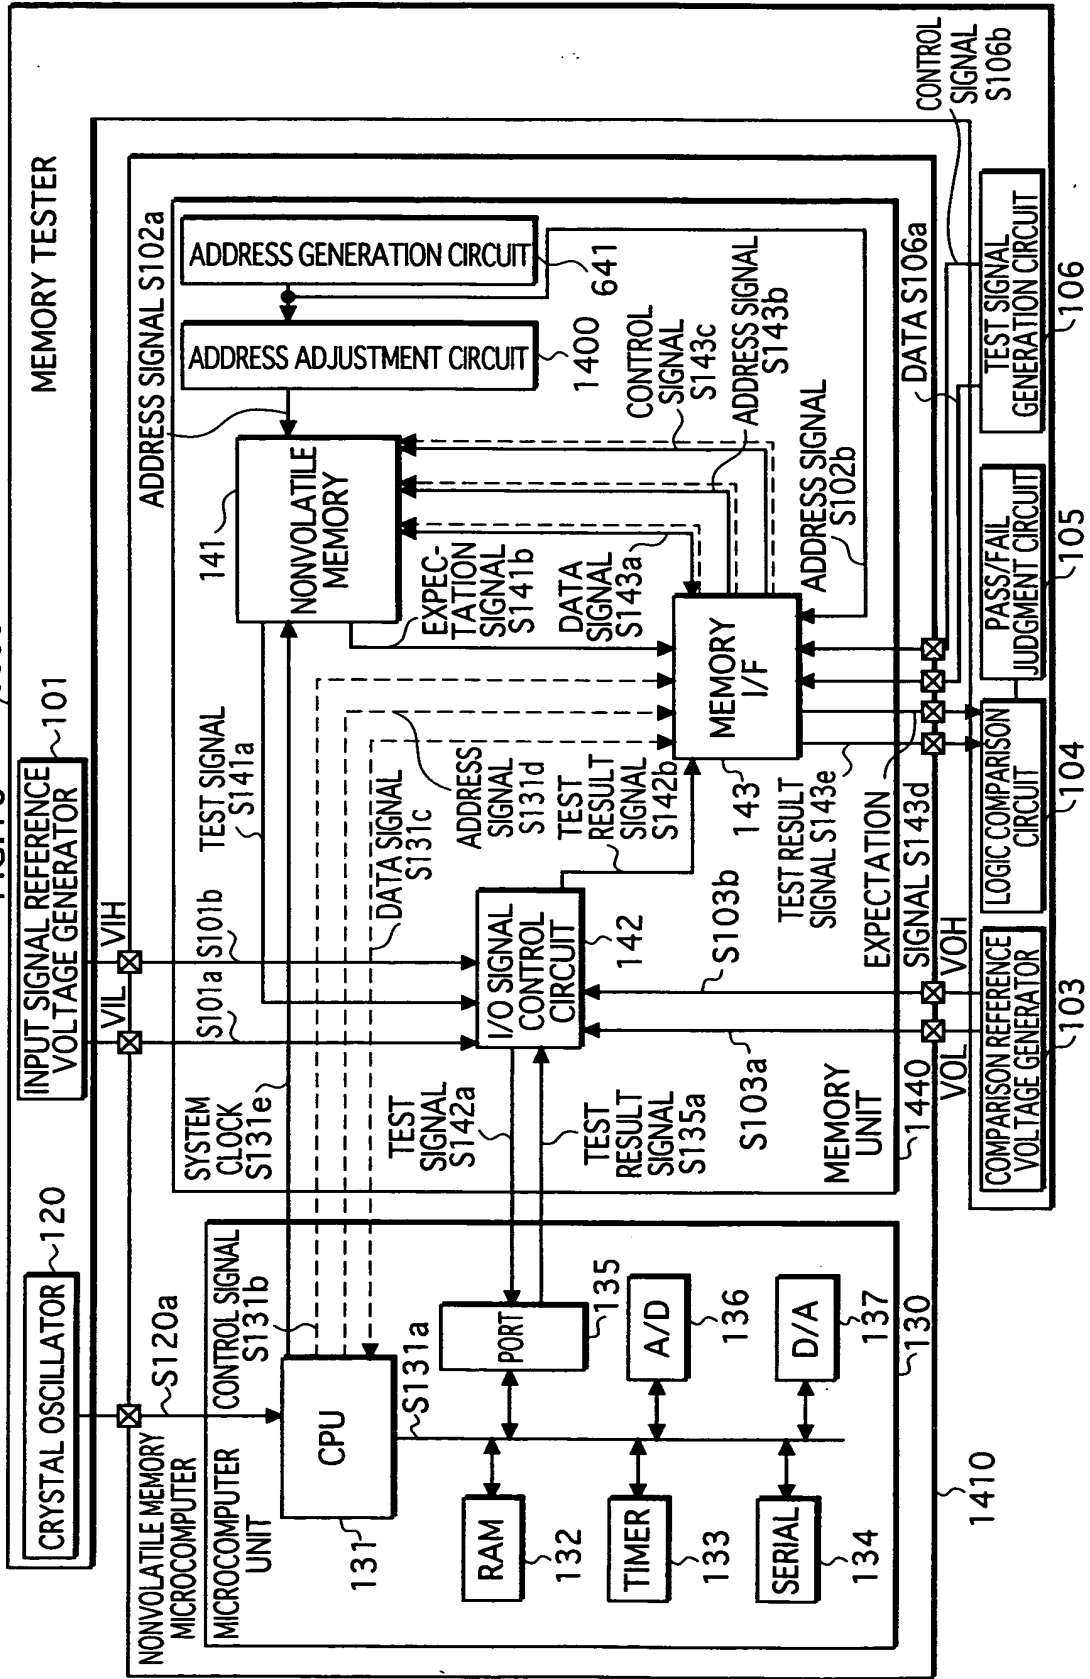 MEMORY TESTER
CRYSTAL OSCILLATOR
120
INPUT SIGNAL REFERENCE
VOLTAGE GENERATOR
101
VIL
VIH
S120a
NONVOLATILE MEMORY
MICROCOMPUTER
MICROCOMPUTER
UNIT
CONTROL SIGNAL
S131b
SYSTEM
CLOCK
S131e
S101a
S101b
TEST SIGNAL
S141a
ADDRESS SIGNAL S102a
141
NONVOLATILE
MEMORY
ADDRESS GENERATION CIRCUIT
641
ADDRESS ADJUSTMENT CIRCUIT
1400
CPU
131
S131a
DATA SIGNAL
S131c
ADDRESS
SIGNAL
S131d
EXPEC-
TATION
SIGNAL
S141b
DATA
SIGNAL
S143a
CONTROL
SIGNAL
S143c
ADDRESS SIGNAL
S143b
ADDRESS SIGNAL
S102b
TEST
SIGNAL
S142a
I/O SIGNAL
CONTROL
CIRCUIT
142
TEST
RESULT
SIGNAL
S142b
MEMORY
I/F
143
TEST
RESULT
SIGNAL
S135a
RAM
132
PORT
135
TIMER
133
A/D
136
SERIAL
134
D/A
137
130
S103a
S103b
TEST RESULT
SIGNAL S143e
EXPECTATION
SIGNAL S143d
DATA S106a
CONTROL
SIGNAL
S106b
MEMORY
UNIT
1440
1410
VOL
VOH
COMPARISON REFERENCE
VOLTAGE GENERATOR
103
LOGIC COMPARISON
CIRCUIT
104
PASS/FAIL
JUDGMENT CIRCUIT
105
TEST SIGNAL
GENERATION CIRCUIT
106